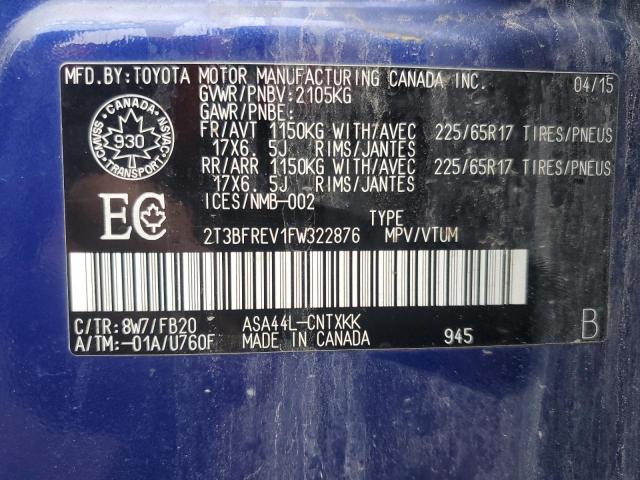 MFD.BY:TOYOTA MOTOR MANUFACTURING CANADA INC. 04/15
GVWR/PNBV:2105KG
GAWR/PNBE:
FR/AVT 1150KG WITH/AVEC 225/65R17 TIRES/PNEUS
17X6.5J RIMS/JANTES
RR/ARR 1150KG WITH/AVEC 225/65R17 TIRES/PNEUS
17X6.5J RIMS/JANTES
ICES/NMB-002
CANADA
CMVSS 930 NSVAC
TRANSPORT
EC
TYPE
2T3BFREV1FW322876 MPV/VTUM
C/TR:8W7/FB20 ASA44L-CNTXKK B
A/TM:-01A/U760F MADE IN CANADA 945